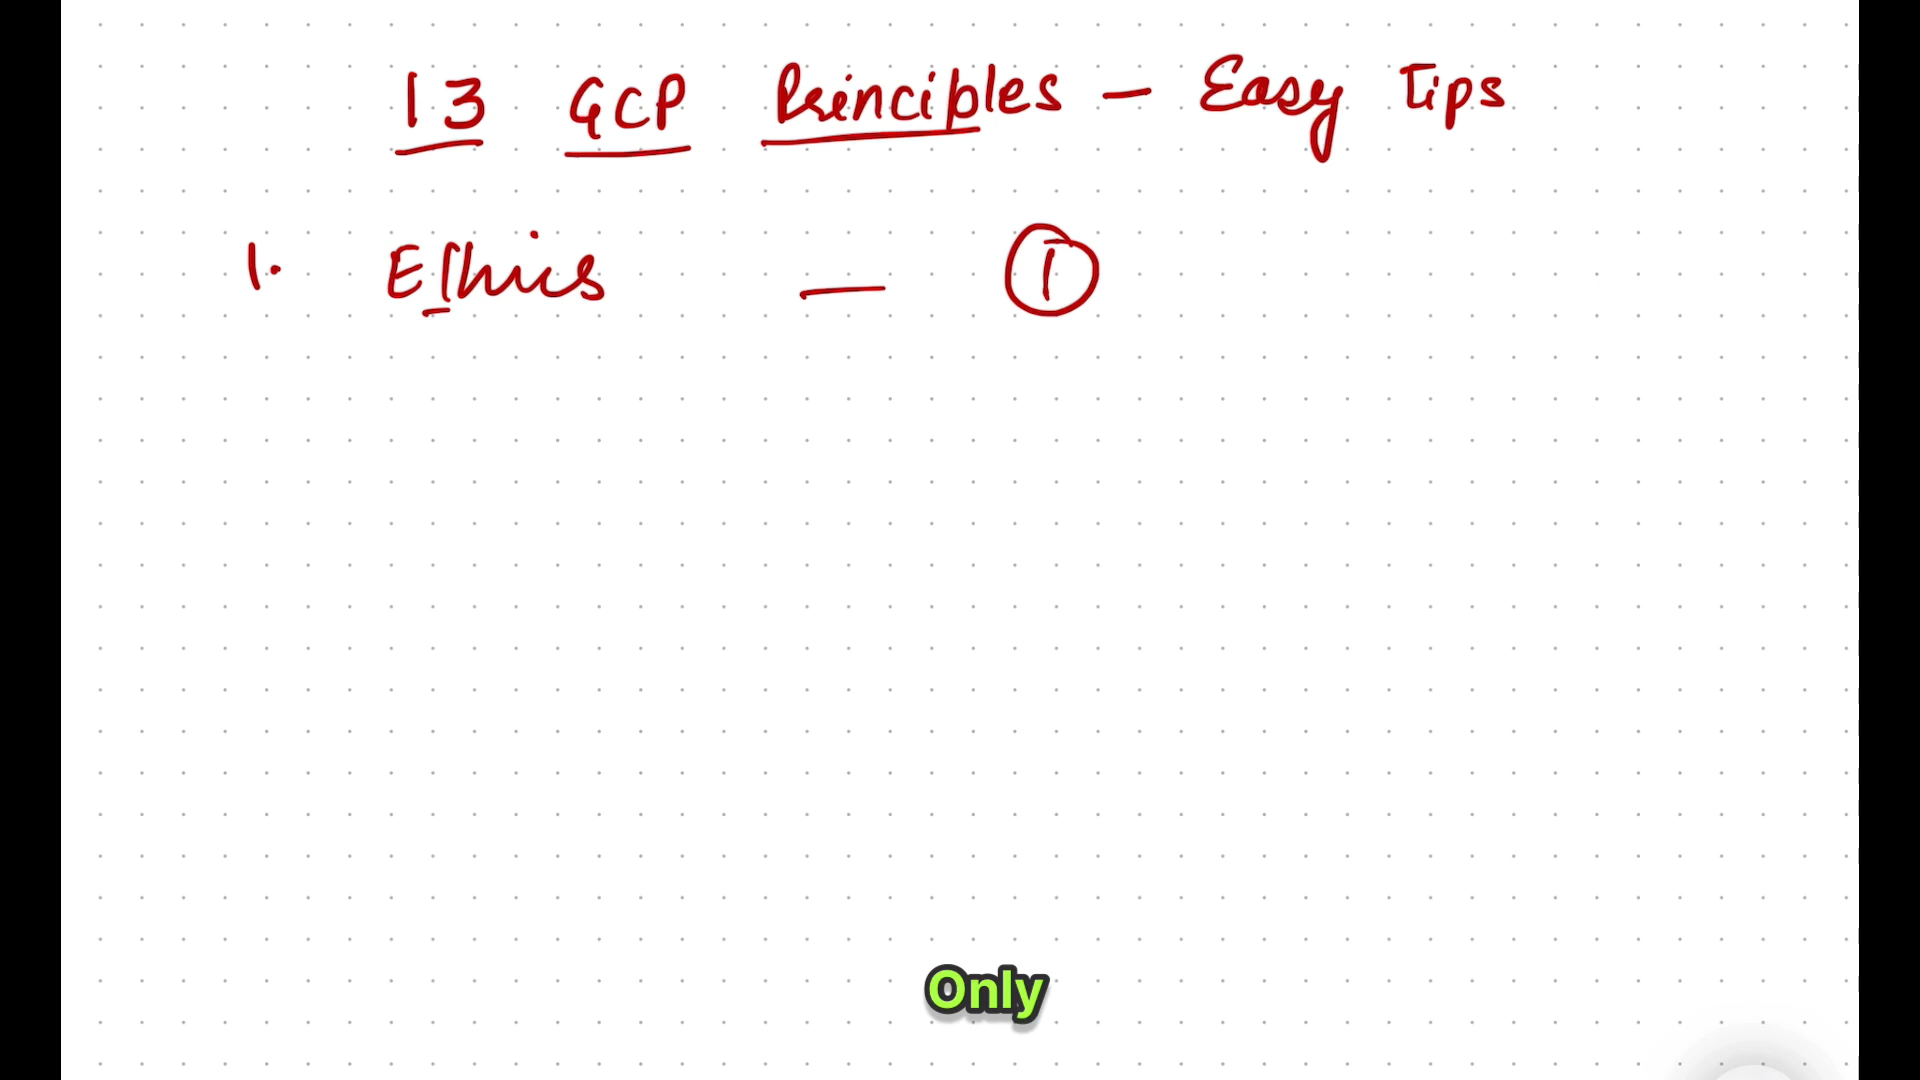 13 GCP Principles - Easy Tips
1. Ethics — 1
Only